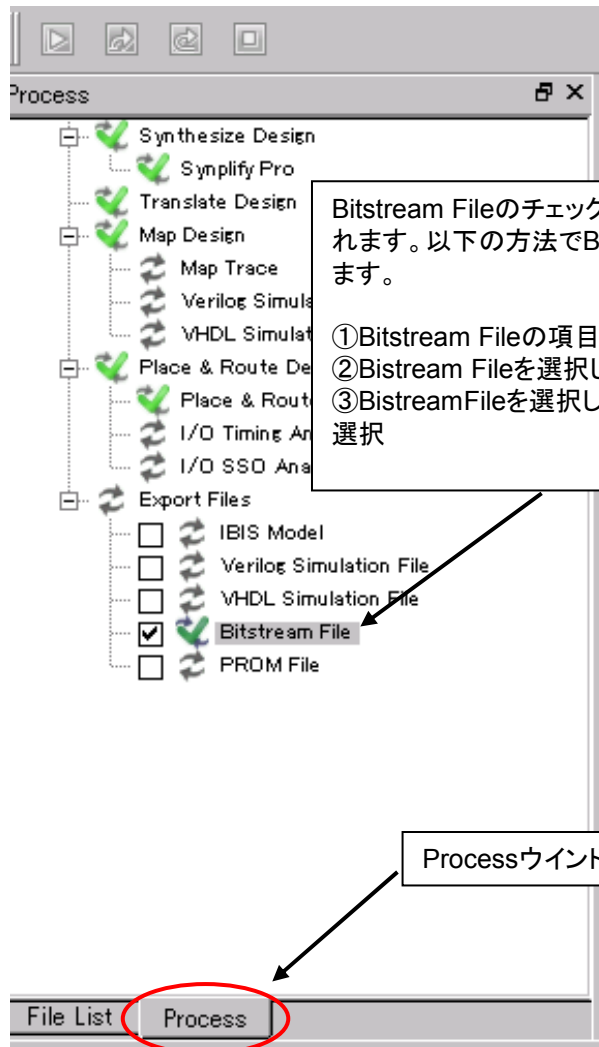 Process
Synthesize Design
Synplify Pro
Translate Design
Map Design
Map Trace
Verilog Simula
VHDL Simulat
Place & Route De
Place & Rout
I/O Timing An
I/O SSO Ana
Export Files
IBIS Model
Verilog Simulation File
VHDL Simulation File
Bitstream File
PROM File
Bitstream Fileのチェック
れます。以下の方法でB
ます。
①Bitstream Fileの項目
②Bistream Fileを選択し
③BistreamFileを選択し
選択
Processウイント
File List
Process